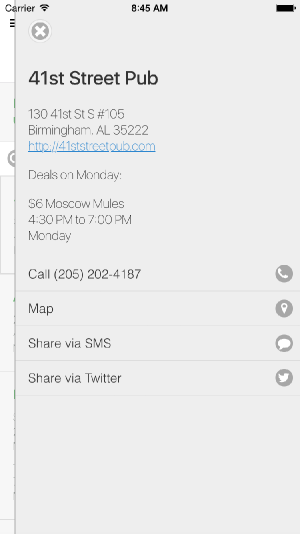 Carrier 8:45 AM
41st Street Pub
130 41st St S #105
Birmingham, AL 35222
http://41ststreetpub.com
Deals on Monday:
$6 Moscow Mules
4:30 PM to 7:00 PM
Monday
Call (205) 202-4187
Map
Share via SMS
Share via Twitter